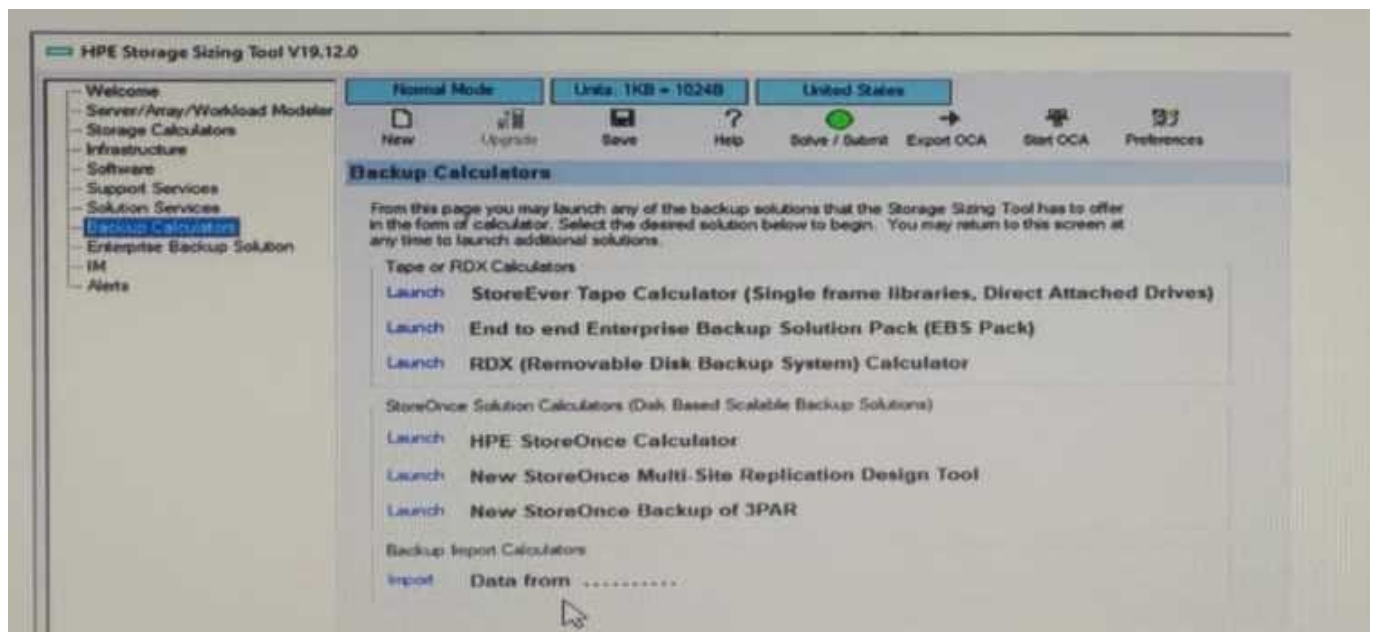 HPE Storage Sizing Tool V19.12.0
Welcome
Server/Array/Workload Modeler
Storage Calculators
Infrastructure
Software
Support Services
Solution Services
Backup Calculators
Enterprise Backup Solution
IM
Alerts
Normal Mode
Units 1KB = 1024B
United States
New
Upgrade
Save
Help
Solve / Submit
Export OCA
Start OCA
Preferences
Backup Calculators
From this page you may launch any of the backup solutions that the Storage Sizing Tool has to offer
in the form of calculator. Select the desired solution below to begin. You may return to this screen at
any time to launch additional solutions.
Tape or RDX Calculators
Launch StoreEver Tape Calculator (Single frame libraries, Direct Attached Drives)
Launch End to end Enterprise Backup Solution Pack (EBS Pack)
Launch RDX (Removable Disk Backup System) Calculator
StoreOnce Solution Calculators (Disk Based Scalable Backup Solutions)
Launch HPE StoreOnce Calculator
Launch New StoreOnce Multi-Site Replication Design Tool
Launch New StoreOnce Backup of 3PAR
Backup Import Calculators
Import Data from ..........